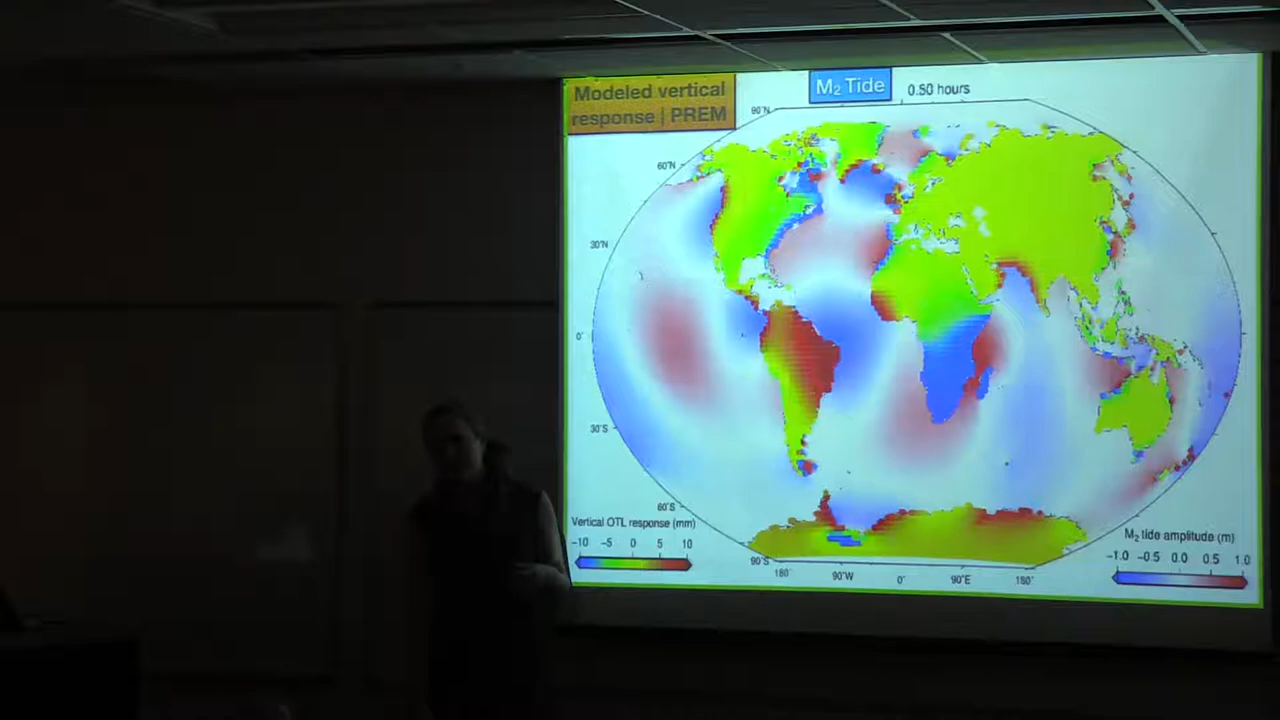 Modeled vertical
response | PREM
M₂ Tide
0.50 hours
90°N
60°N
30°N
0°
30°S
60°S
90°S
180°
90°W
0°
90°E
180°
Vertical OTL response (mm)
-10 -5 0 5 10
M₂ tide amplitude (m)
-1.0 -0.5 0.0 0.5 1.0